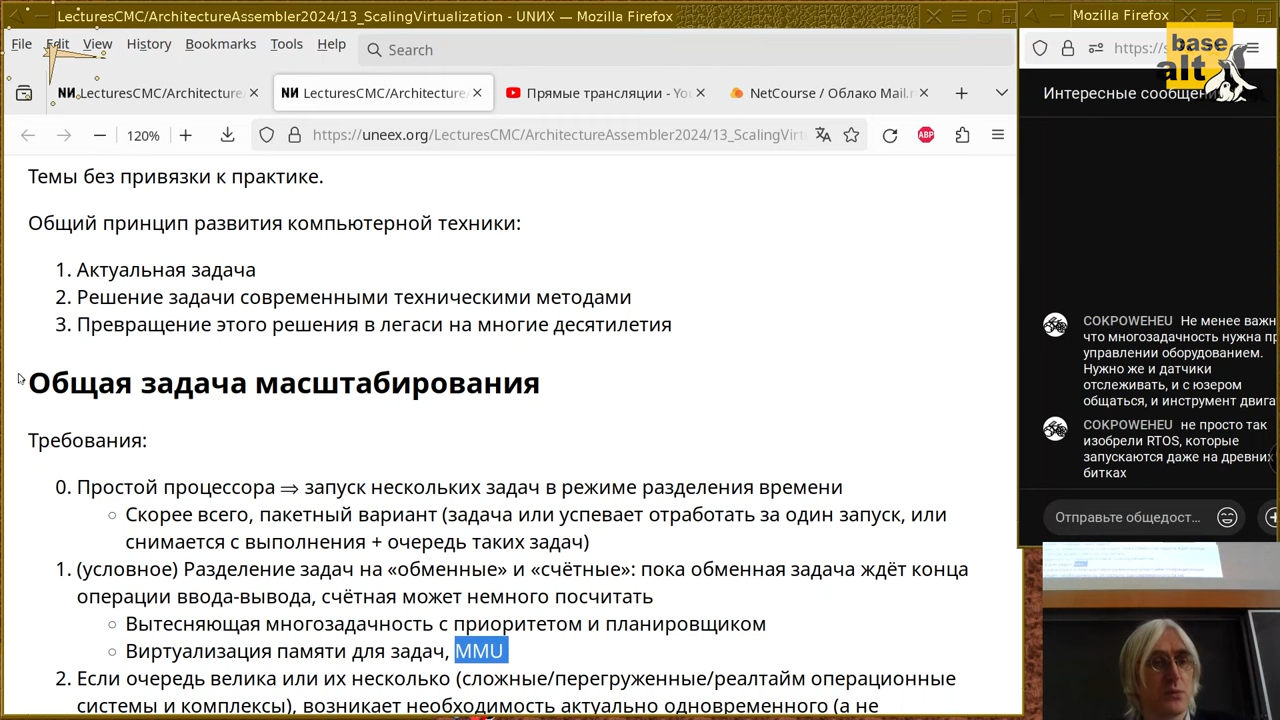 LecturesCMC/ArchitectureAssembler2024/13_ScalingVirtualization - UNИX — Mozilla Firefox
File Edit View History Bookmarks Tools Help
Search
LecturesCMC/Architecture
LecturesCMC/Architecture
Прямые трансляции - You
NetCourse / Облако Mail.r
120%
https://uneex.org/LecturesCMC/ArchitectureAssembler2024/13_ScalingVirt
ABP
Темы без привязки к практике.
Общий принцип развития компьютерной техники:
1. Актуальная задача
2. Решение задачи современными техническими методами
3. Превращение этого решения в легаси на многие десятилетия
Общая задача масштабирования
Требования:
0. Простой процессора ⇒ запуск нескольких задач в режиме разделения времени
Скорее всего, пакетный вариант (задача или успевает отработать за один запуск, или
снимается с выполнения + очередь таких задач)
1. (условное) Разделение задач на «обменные» и «счётные»: пока обменная задача ждёт конца
операции ввода-вывода, счётная может немного посчитать
Вытесняющая многозадачность с приоритетом и планировщиком
Виртуализация памяти для задач, MMU
2. Если очередь велика или их несколько (сложные/перегруженные/реалтайм операционные
системы и комплексы), возникает необходимость актуально одновременного (а не
Mozilla Firefox
base
alt
https://s
Интересные сообщени
COKPOWEHEU Не менее важн
что многозадачность нужна пр
управлении оборудованием.
Нужно же и датчики
отслеживать, и с юзером
общаться, и инструмент двига
COKPOWEHEU не просто так
изобрели RTOS, которые
запускаются даже на древних
битках
Отправьте общедост…